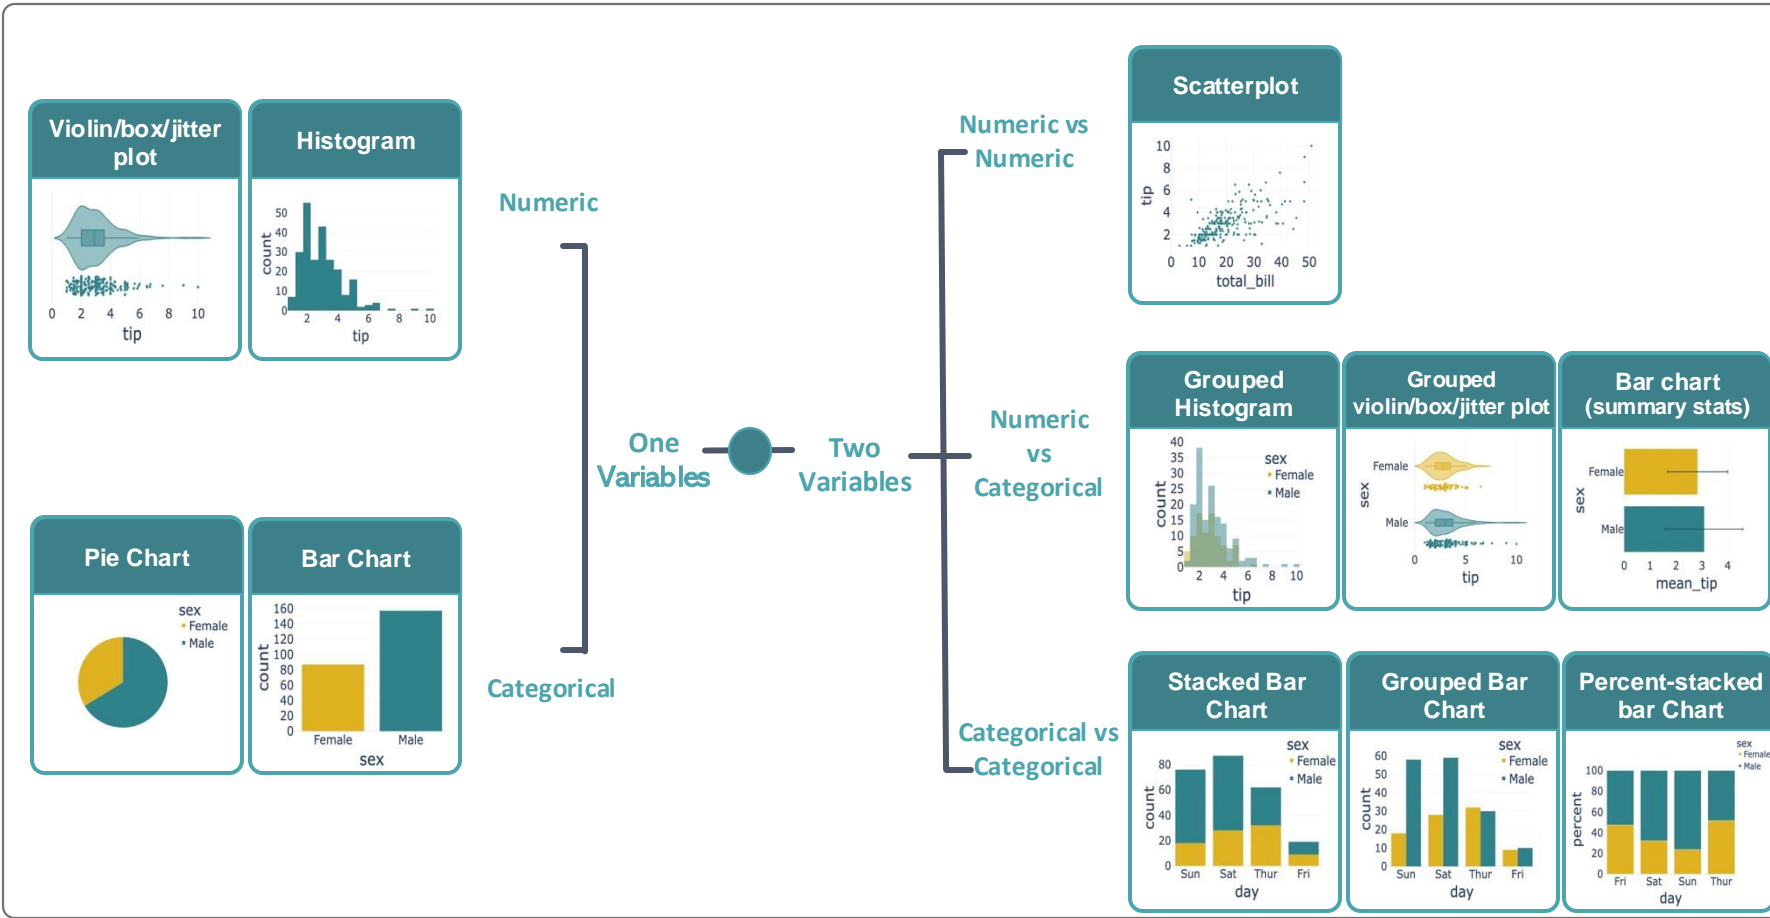 Violin/box/jitter
plot
0 2 4 6 8 10
tip
Histogram
50
40
30
20
10
0
count
2 4 6 8 10
tip
Numeric
Pie Chart
sex
Female
Male
Bar Chart
160
140
120
100
80
60
40
20
0
count
Female Male
sex
Categorical
One
Variables
Two
Variables
Numeric vs
Numeric
Scatterplot
10
8
6
4
2
tip
0 10 20 30 40 50
total_bill
Numeric
vs
Categorical
Grouped
Histogram
40
35
30
25
20
15
10
5
0
count
sex
Female
Male
2 4 6 8 10
tip
Grouped
violin/box/jitter plot
Female
Male
sex
0 5 10
tip
Bar chart
(summary stats)
Female
Male
sex
0 1 2 3 4
mean_tip
Categorical vs
Categorical
Stacked Bar
Chart
sex
Female
Male
80
60
40
20
0
count
Sun Sat Thur Fri
day
Grouped Bar
Chart
sex
Female
Male
60
50
40
30
20
10
0
count
Sun Sat Thur Fri
day
Percent-stacked
bar Chart
sex
Female
Male
100
80
60
40
20
0
percent
Fri Sat Sun Thur
day